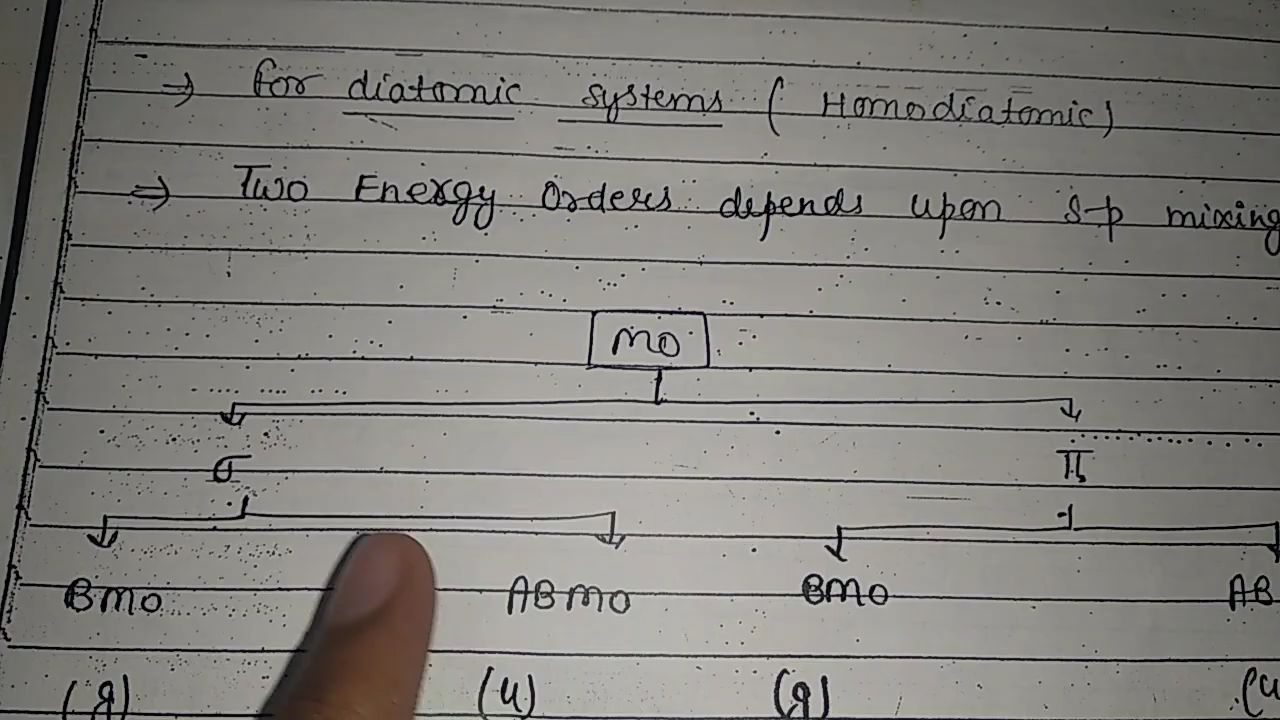 ⇒ for diatomic systems ( Homodiatomic)
⇒ Two Energy Orders depends upon s-p mixing
MO
σ π
BMO ABMO BMO AB
(g) (u) (g) (u